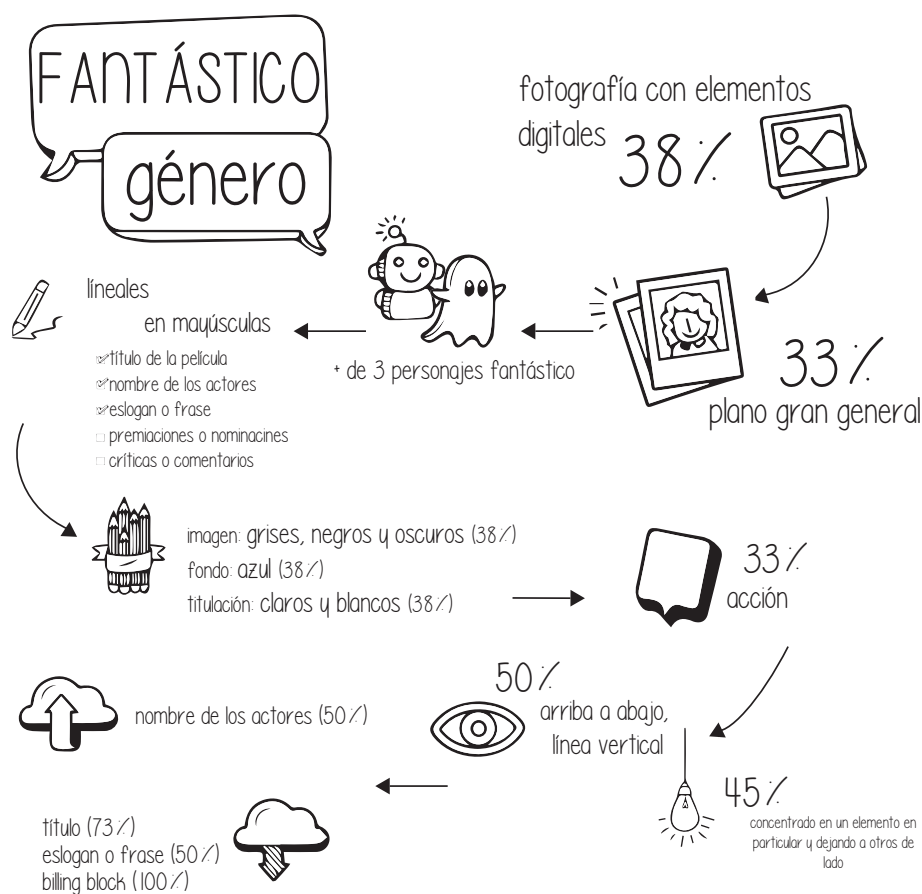 FANTÁSTICO
género
fotografía con elementos
digitales 38%
33%
plano gran general
+ de 3 personajes fantástico
líneales
en mayúsculas
título de la película
nombre de los actores
eslogan o frase
premiaciones o nominacines
críticas o comentarios
imagen: grises, negros y oscuros (38%)
fondo: azul (38%)
titulación: claros y blancos (38%)
33%
acción
45%
concentrado en un elemento en
particular y dejando a otros de
lado
50%
arriba a abajo,
línea vertical
nombre de los actores (50%)
título (73%)
eslogan o frase (50%)
billing block (100%)